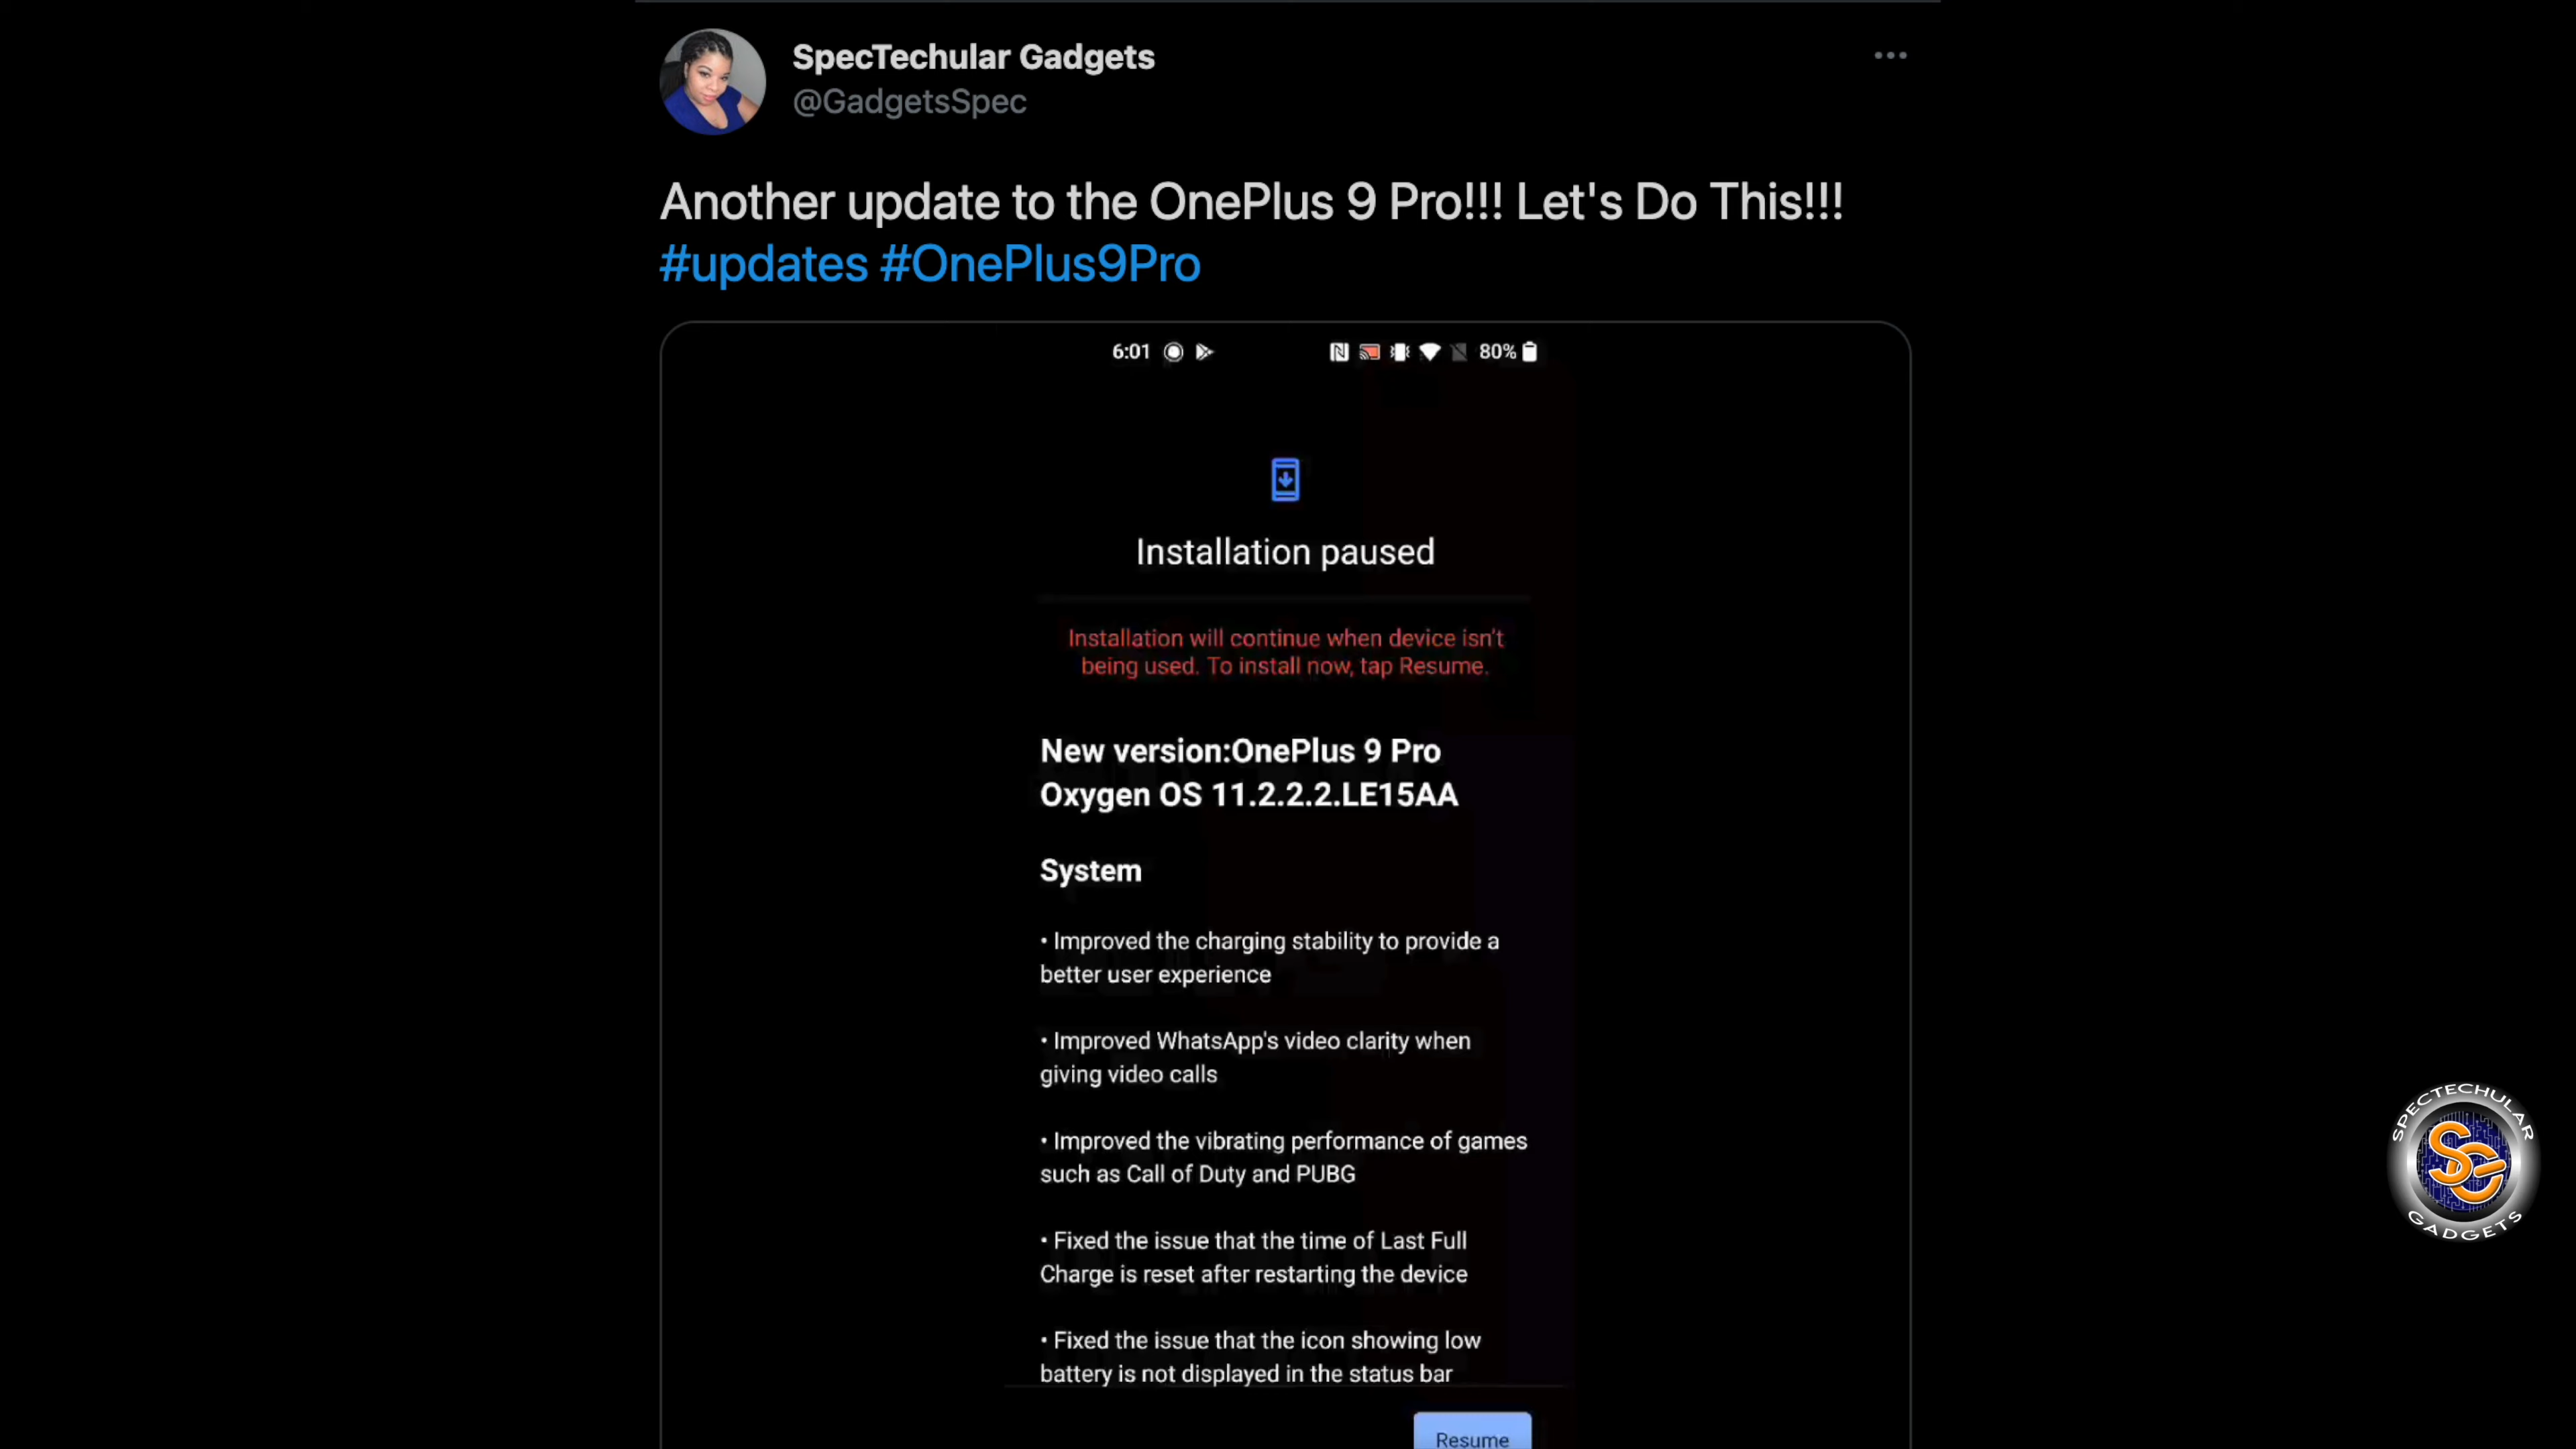 SpecTechular Gadgets
@GadgetsSpec
Another update to the OnePlus 9 Pro!!! Let's Do This!!!
#updates #OnePlus9Pro
6:01 80%
Installation paused
Installation will continue when device isn't
being used. To install now, tap Resume.
New version:OnePlus 9 Pro
Oxygen OS 11.2.2.2.LE15AA
System
• Improved the charging stability to provide a
better user experience
• Improved WhatsApp's video clarity when
giving video calls
• Improved the vibrating performance of games
such as Call of Duty and PUBG
• Fixed the issue that the time of Last Full
Charge is reset after restarting the device
• Fixed the issue that the icon showing low
battery is not displayed in the status bar
Resume
SPECTECHULAR
SG
GADGETS